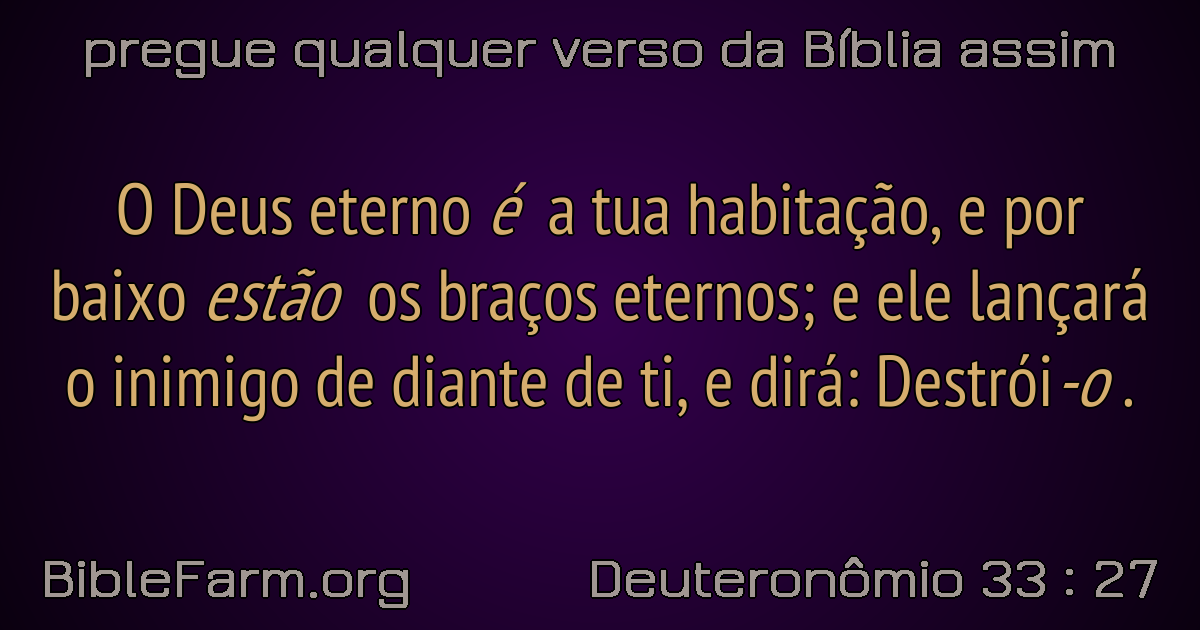 pregue qualquer verso da Bíblia assim
O Deus eterno é a tua habitação, e por
baixo estão os braços eternos; e ele lançará
o inimigo de diante de ti, e dirá: Destrói-o .
BibleFarm.org
Deuteronômio 33 : 27